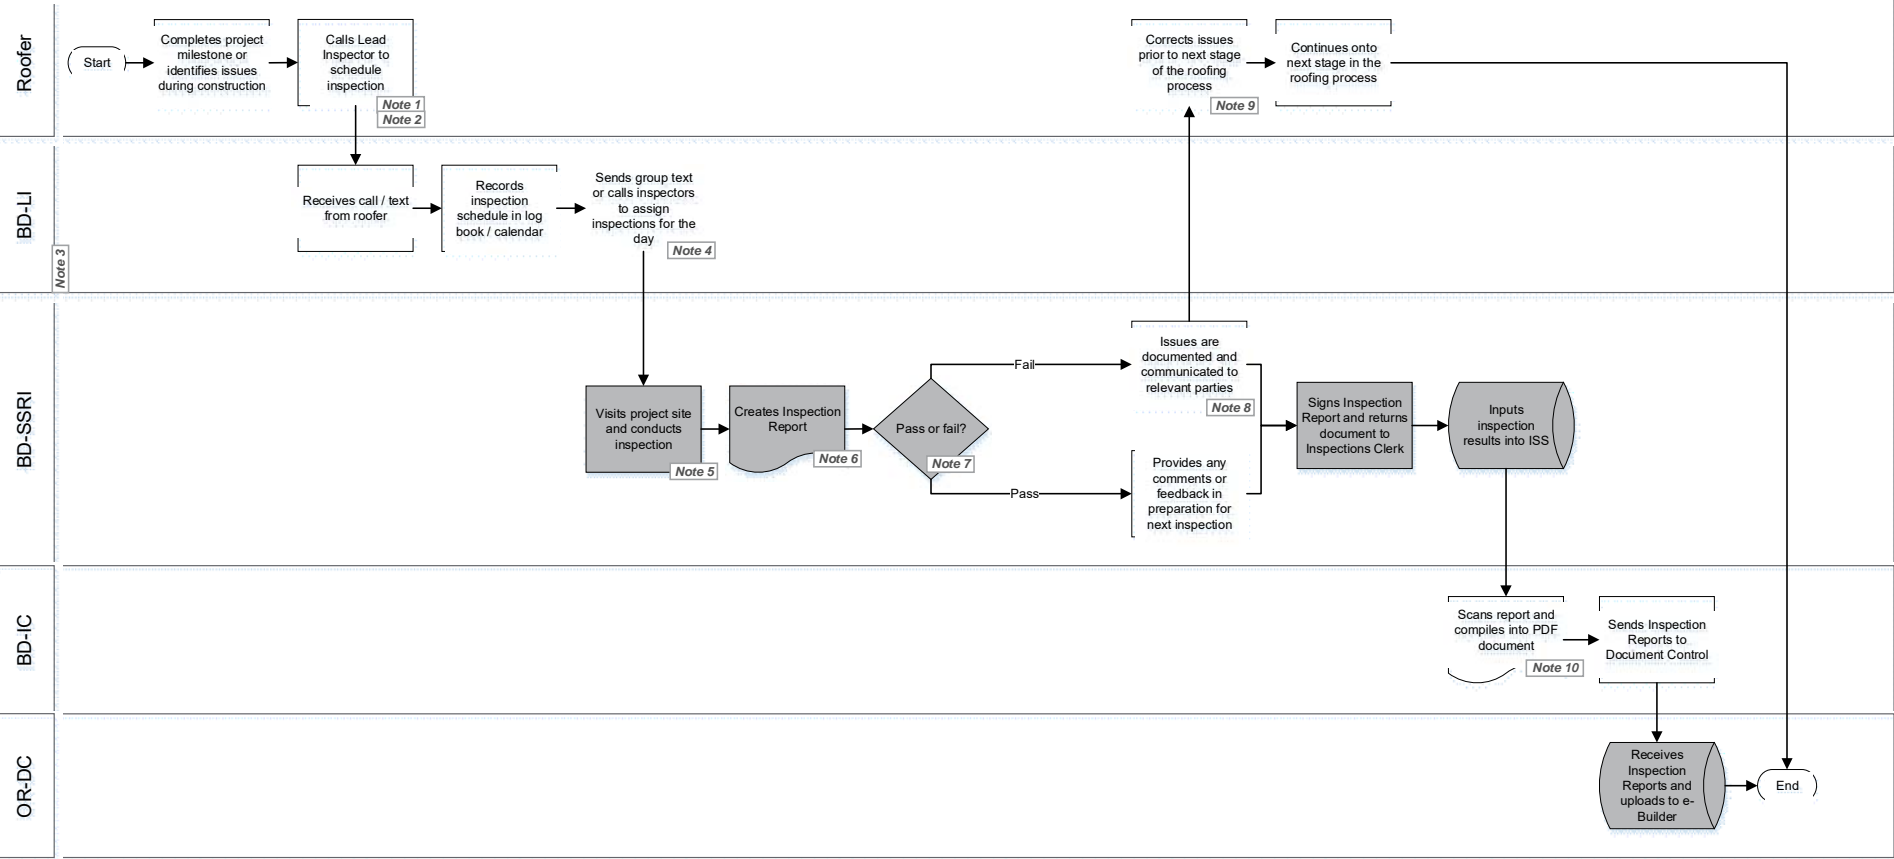 Roofer
Start
Completes project
milestone or
identifies issues
during construction
Calls Lead
Inspector to
schedule
inspection
Note 1
Note 2
Corrects issues
prior to next stage
of the roofing
process
Note 9
Continues onto
next stage in the
roofing process
BD-LI
Note 3
Receives call / text
from roofer
Records
inspection
schedule in log
book / calendar
Sends group text
or calls inspectors
to assign
inspections for the
day
Note 4
BD-SSRI
Visits project site
and conducts
inspection
Note 5
Creates Inspection
Report
Note 6
Pass or fail?
Note 7
Fail
Pass
Issues are
documented and
communicated to
relevant parties
Note 8
Provides any
comments or
feedback in
preparation for
next inspection
Signs Inspection
Report and returns
document to
Inspections Clerk
Inputs
inspection
results into ISS
BD-IC
Scans report and
compiles into PDF
document
Note 10
Sends Inspection
Reports to
Document Control
OR-DC
Receives
Inspection
Reports and
uploads to e-
Builder
End